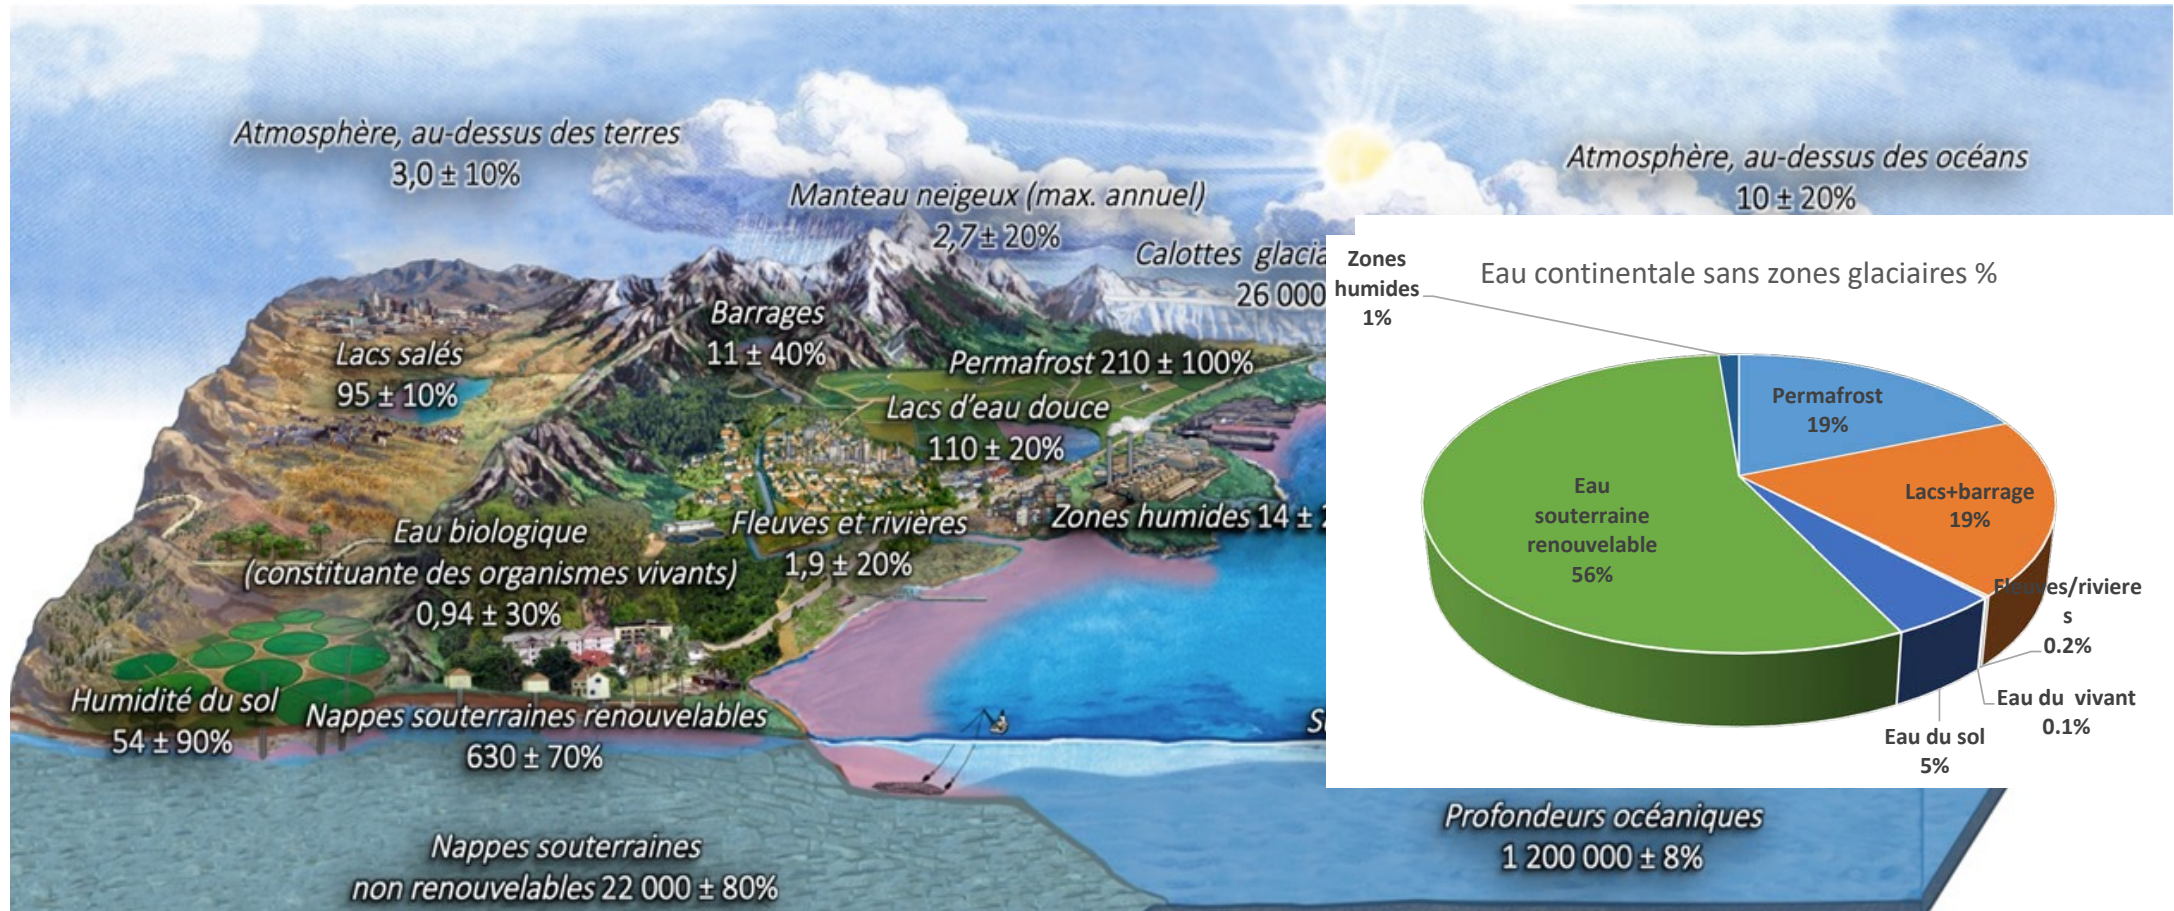 Atmosphère, au-dessus des terres
3,0 ± 10%
Atmosphère, au-dessus des océans
10 ± 20%
Manteau neigeux (max. annuel)
2,7 ± 20%
Calottes
26 000
Barrages
11 ± 40%
Lacs salés
95 ± 10%
Permafrost 210 ± 100%
Lacs d'eau douce
110 ± 20%
Eau biologique
(constituante des organismes vivants)
0,94 ± 30%
Fleuves et rivières
1,9 ± 20%
Zones humides 14 ±
Humidité du sol
54 ± 90%
Nappes souterraines renouvelables
630 ± 70%
Nappes souterraines
non renouvelables 22 000 ± 80%
Profondeurs océaniques
1 200 000 ± 8%
Eau continentale sans zones glaciaires %
Zones
humides
1%
Permafrost
19%
Lacs+barrage
19%
Fleuves/riviere
s
0.2%
Eau du vivant
0.1%
Eau du sol
5%
Eau
souterraine
renouvelable
56%